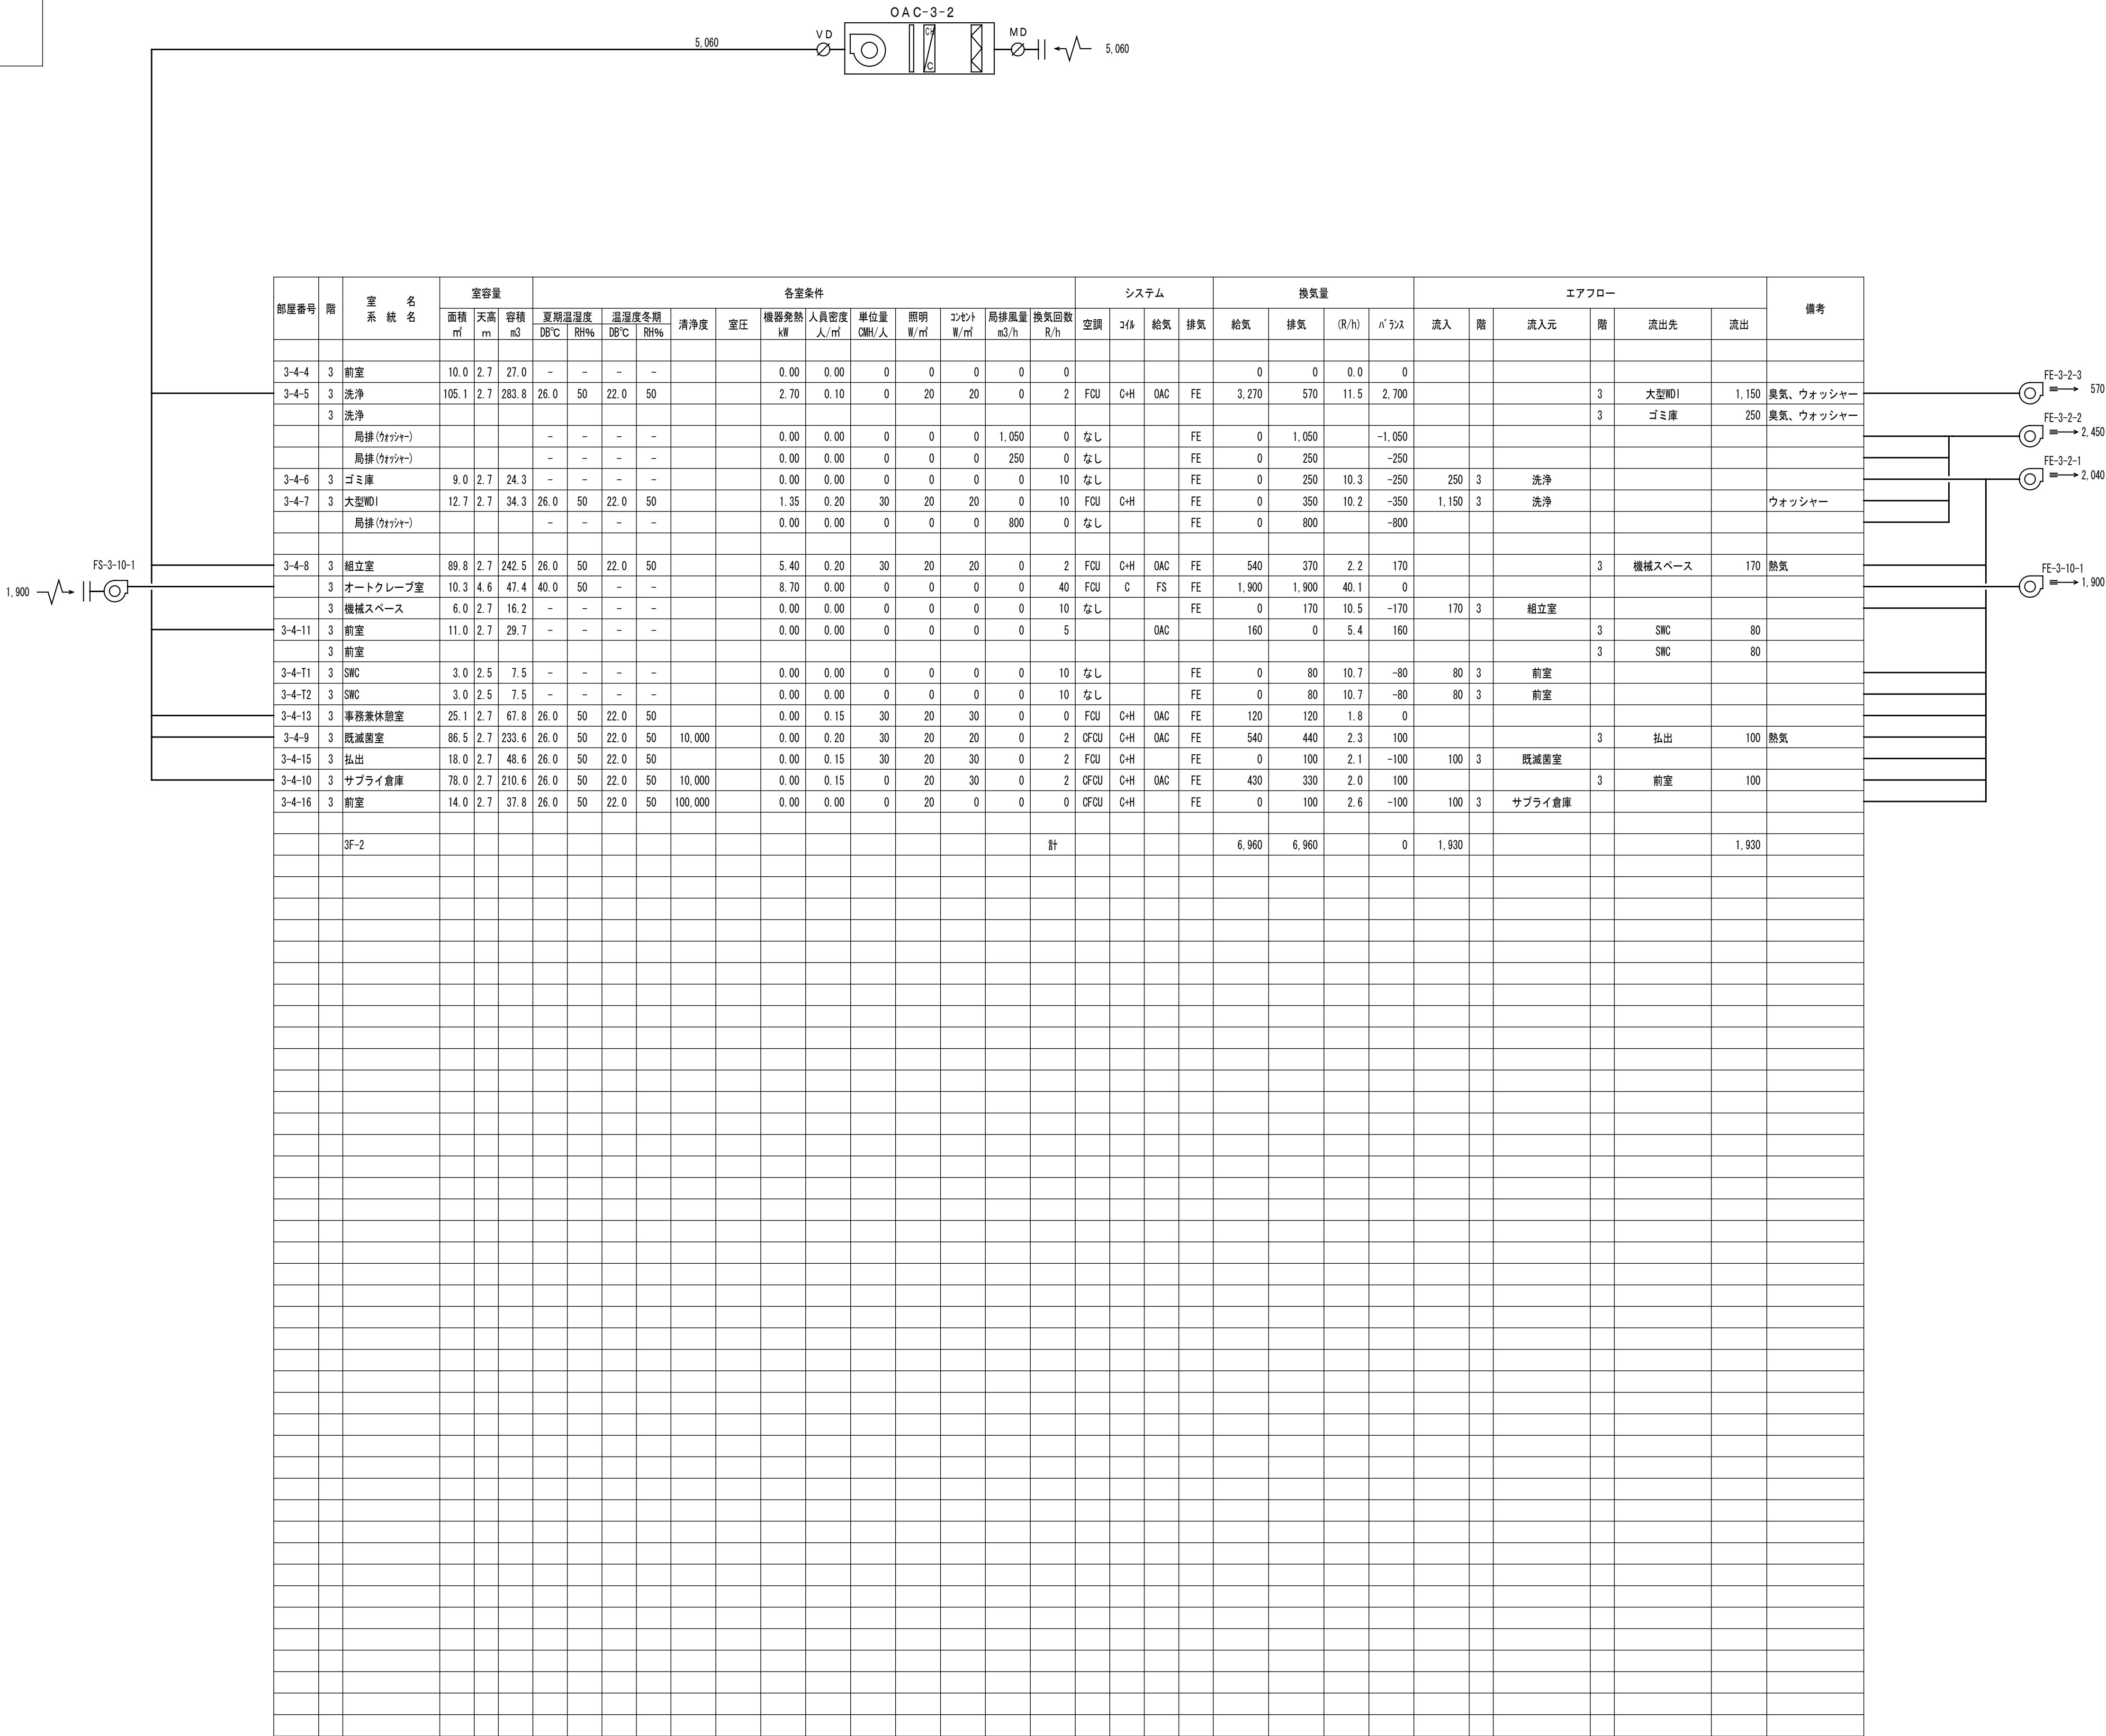 OAC-3-2
5,060 VD CH C MD 5,060
部屋番号 階 室 名 系 統 名 室容量 各室条件 システム 換気量 エアフロー 備考
面積 天高 容積 夏期温湿度 温湿度冬期 清浄度 室圧 機器発熱 人員密度 単位量 照明 コンセント 局排風量 換気回数 空調 コイル 給気 排気 給気 排気 (R/h) バランス 流入 階 流入元 階 流出先 流出
㎡ m m3 DB℃ RH% DB℃ RH% kW 人/㎡ CMH/人 W/㎡ W/㎡ m3/h R/h
3-4-4 3 前室 10.0 2.7 27.0 - - - - 0.00 0.00 0 0 0 0 0 0 0 0.0 0
FE-3-2-3
3-4-5 3 洗浄 105.1 2.7 283.8 26.0 50 22.0 50 2.70 0.10 0 20 20 0 2 FCU C+H OAC FE 3,270 570 11.5 2,700 3 大型WDI 1,150 臭気、ウォッシャー 570
3 洗浄 3 ゴミ庫 250 臭気、ウォッシャー
FE-3-2-2
局排(ウォッシャー) - - - - 0.00 0.00 0 0 0 1,050 0 なし FE 0 1,050 -1,050 2,450
局排(ウォッシャー) - - - - 0.00 0.00 0 0 0 250 0 なし FE 0 250 -250
FE-3-2-1
3-4-6 3 ゴミ庫 9.0 2.7 24.3 - - - - 0.00 0.00 0 0 0 0 10 なし FE 0 250 10.3 -250 250 3 洗浄 2,040
3-4-7 3 大型WDI 12.7 2.7 34.3 26.0 50 22.0 50 1.35 0.20 30 20 20 0 10 FCU C+H FE 0 350 10.2 -350 1,150 3 洗浄 ウォッシャー
局排(ウォッシャー) - - - - 0.00 0.00 0 0 0 800 0 なし FE 0 800 -800
FS-3-10-1
3-4-8 3 組立室 89.8 2.7 242.5 26.0 50 22.0 50 5.40 0.20 30 20 20 0 2 FCU C+H OAC FE 540 370 2.2 170 3 機械スペース 170 熱気
FE-3-10-1
1,900 3 オートクレーブ室 10.3 4.6 47.4 40.0 50 - - 8.70 0.00 0 0 0 0 40 FCU C FS FE 1,900 1,900 40.1 0 1,900
3 機械スペース 6.0 2.7 16.2 - - - - 0.00 0.00 0 0 0 0 10 なし FE 0 170 10.5 -170 170 3 組立室
3-4-11 3 前室 11.0 2.7 29.7 - - - - 0.00 0.00 0 0 0 0 5 OAC 160 0 5.4 160 3 SWC 80
3 前室 3 SWC 80
3-4-T1 3 SWC 3.0 2.5 7.5 - - - - 0.00 0.00 0 0 0 0 10 なし FE 0 80 10.7 -80 80 3 前室
3-4-T2 3 SWC 3.0 2.5 7.5 - - - - 0.00 0.00 0 0 0 0 10 なし FE 0 80 10.7 -80 80 3 前室
3-4-13 3 事務兼休憩室 25.1 2.7 67.8 26.0 50 22.0 50 0.00 0.15 30 20 30 0 0 FCU C+H OAC FE 120 120 1.8 0
3-4-9 3 既滅菌室 86.5 2.7 233.6 26.0 50 22.0 50 10,000 0.00 0.20 30 20 20 0 2 CFCU C+H OAC FE 540 440 2.3 100 3 払出 100 熱気
3-4-15 3 払出 18.0 2.7 48.6 26.0 50 22.0 50 0.00 0.15 30 20 30 0 2 FCU C+H FE 0 100 2.1 -100 100 3 既滅菌室
3-4-10 3 サプライ倉庫 78.0 2.7 210.6 26.0 50 22.0 50 10,000 0.00 0.15 0 20 30 0 2 CFCU C+H OAC FE 430 330 2.0 100 3 前室 100
3-4-16 3 前室 14.0 2.7 37.8 26.0 50 22.0 50 100,000 0.00 0.00 0 20 0 0 0 CFCU C+H FE 0 100 2.6 -100 100 3 サプライ倉庫
3F-2 計 6,960 6,960 0 1,930 1,930